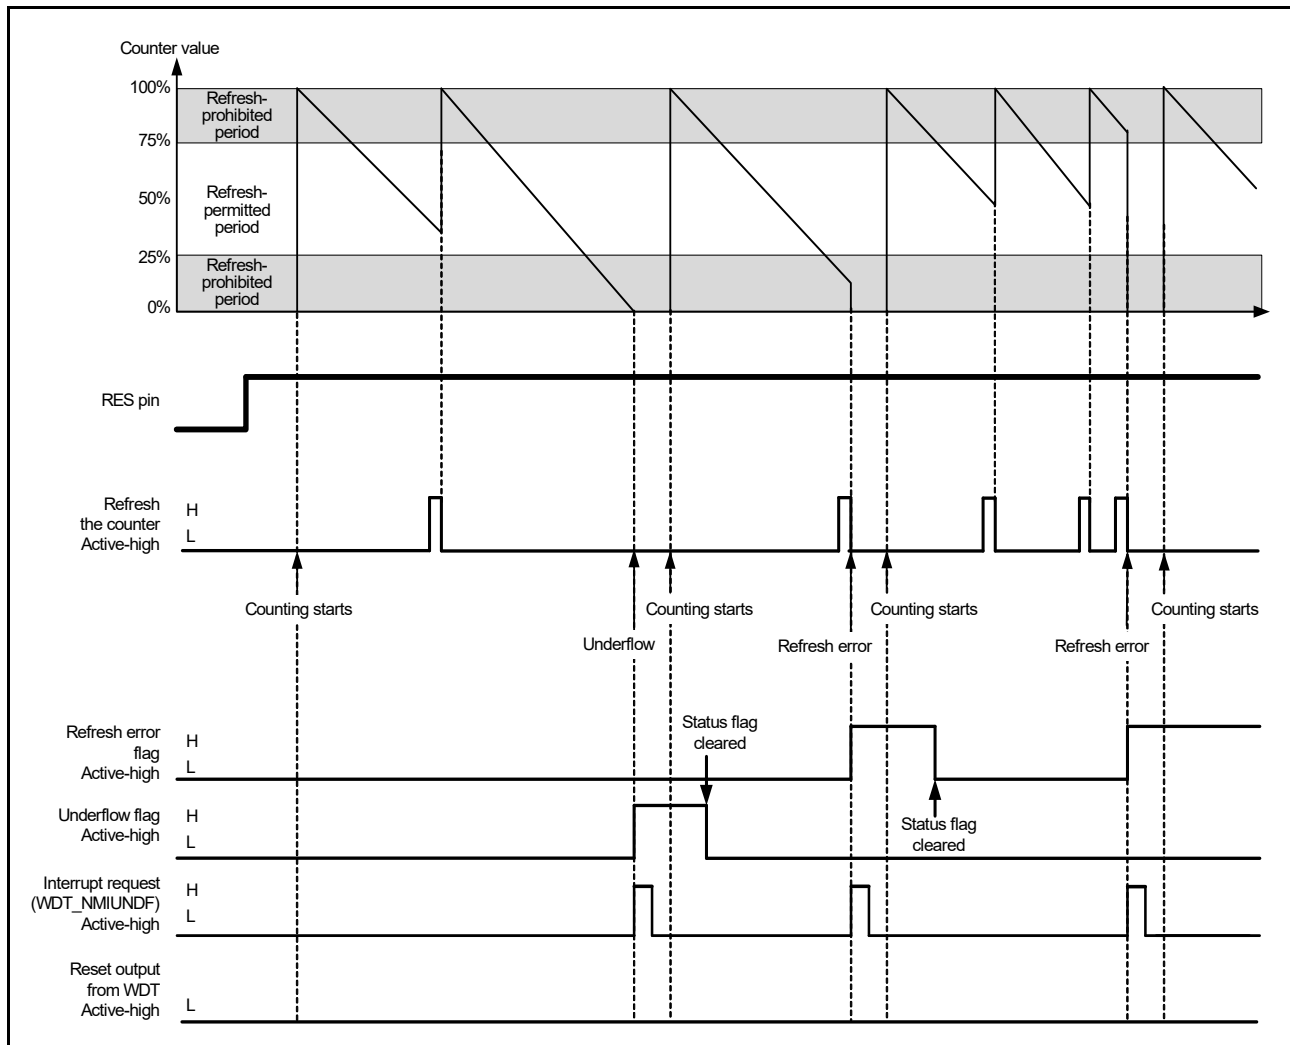 Counter value
100%
Refresh-
prohibited
period
75%
50%
Refresh-
permitted
period
25%
Refresh-
prohibited
period
0%
RES pin
Refresh
the counter
Active-high
H
L
Counting starts
Counting starts
Counting starts
Counting starts
Underflow
Refresh error
Refresh error
Status flag
cleared
Refresh error
flag
Active-high
H
L
Underflow flag
Active-high
H
L
Status flag
cleared
Interrupt request
(WDT_NMIUNDF)
Active-high
H
L
Reset output
from WDT
Active-high
L